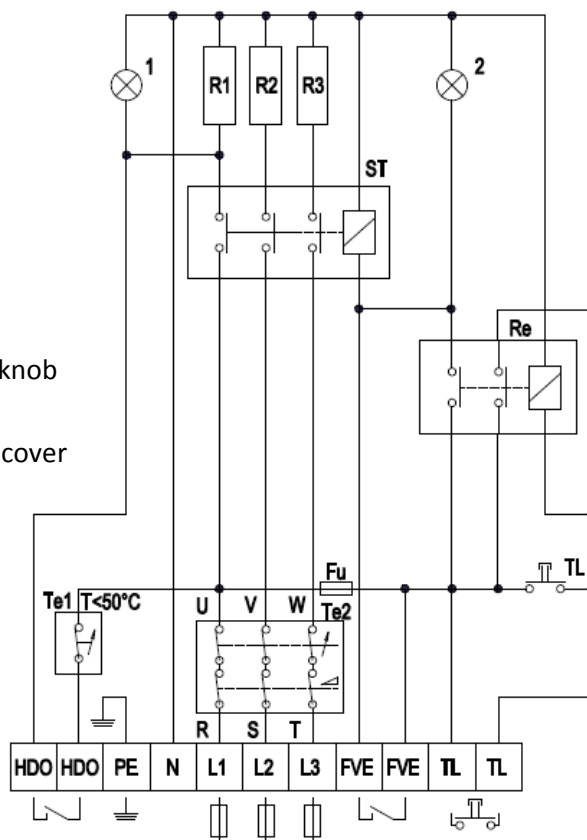 1
R1 R2 R3
2
ST
knob
Re
cover
Te1 T<50°C
Fu
TL
U V W
Te2
R S T
HDO HDO PE N L1 L2 L3 FVE FVE TL TL